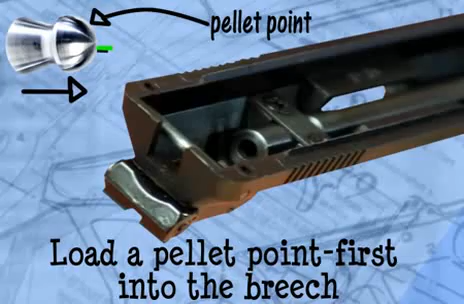 pellet point
Load a pellet point-first
into the breech